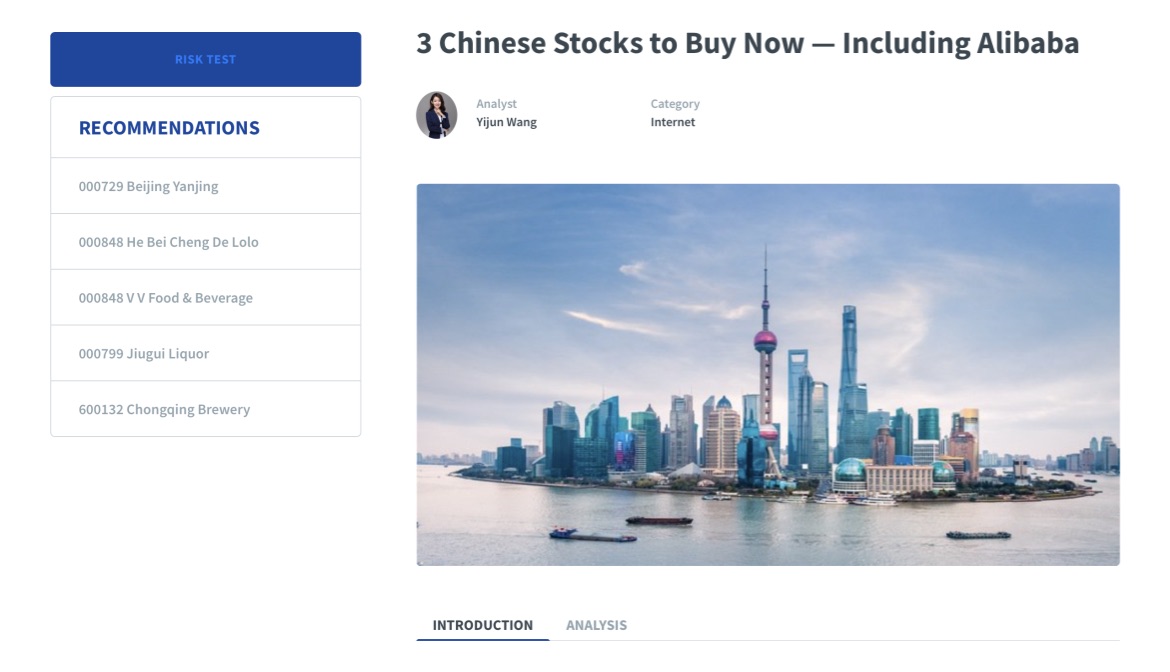 RISK TEST
RECOMMENDATIONS
000729 Beijing Yanjing
000848 He Bei Cheng De Lolo
000848 V V Food & Beverage
000799 Jiugui Liquor
600132 Chongqing Brewery
3 Chinese Stocks to Buy Now — Including Alibaba
Analyst
Yijun Wang
Category
Internet
INTRODUCTION
ANALYSIS